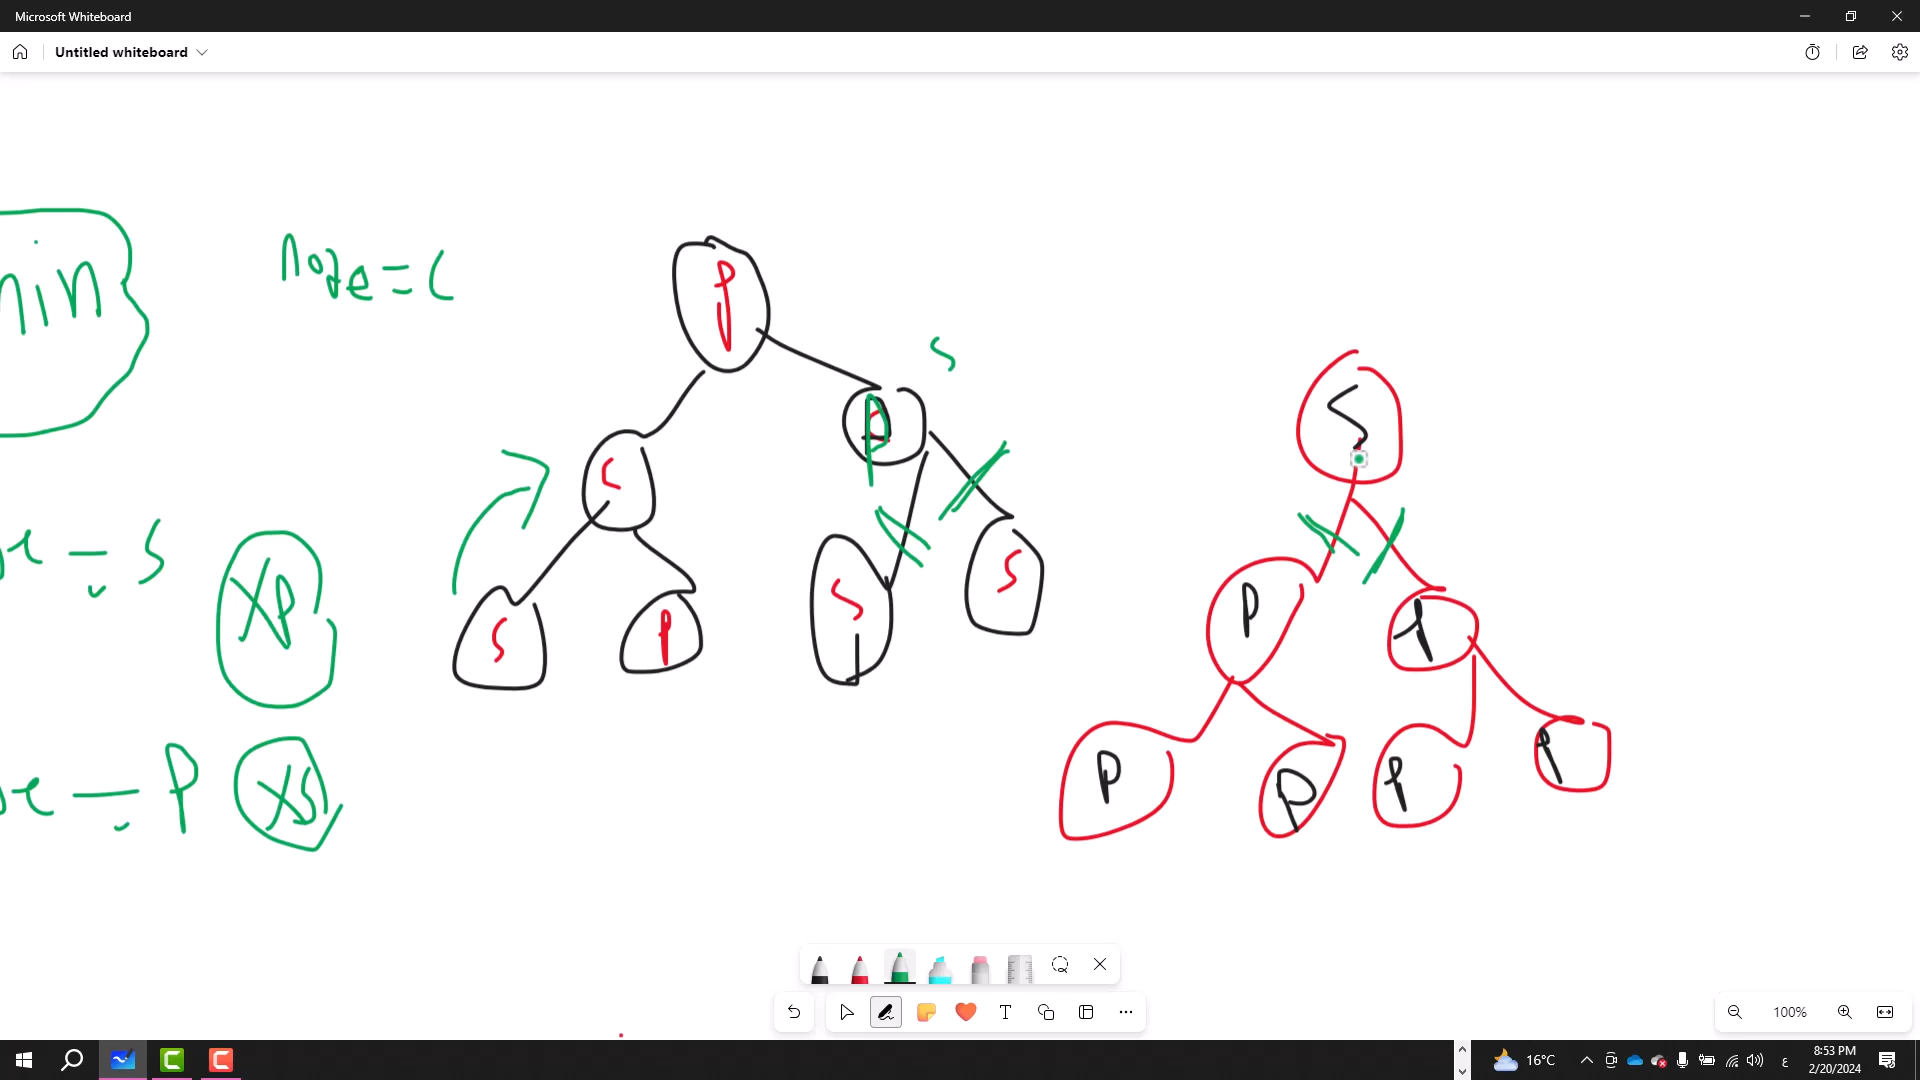 Microsoft Whiteboard
Untitled whiteboard
min
node = C
P
S
C
S
P
S
S
S
P
P
P
P
P
P
S
XP
P
XS
100%
16°C
ع
8:53 PM
2/20/2024